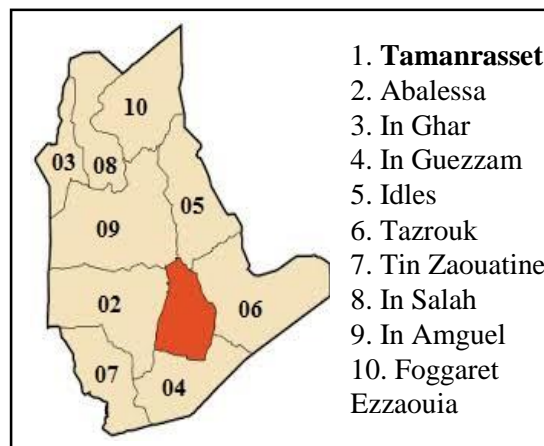 10
03
08
05
09
02
06
07
04
1. Tamanrasset
2. Abalessa
3. In Ghar
4. In Guezzam
5. Idles
6. Tazrouk
7. Tin Zaouatine
8. In Salah
9. In Amguel
10. Foggaret
Ezzaouia